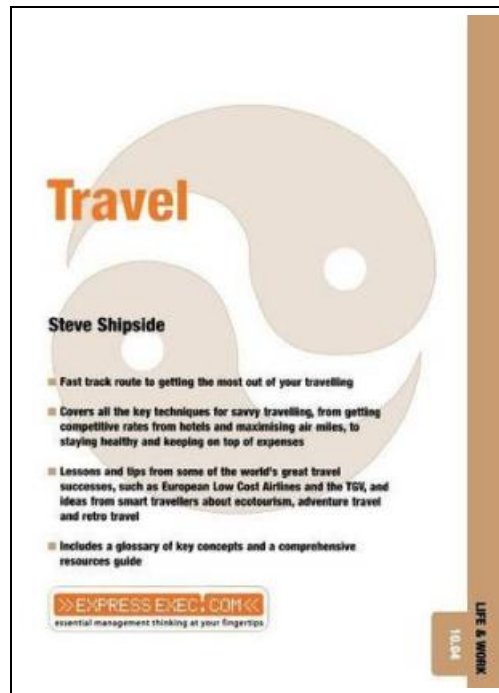 Travel
Steve Shipside
Fast track route to getting the most out of your travelling
Covers all the key techniques for savvy travelling, from getting
competitive rates from hotels and maximising air miles, to
staying healthy and keeping on top of expenses
Lessons and tips from some of the world's great travel
successes, such as European Low Cost Airlines and the TGV, and
ideas from smart travellers about ecotourism, adventure travel
and retro travel
Includes a glossary of key concepts and a comprehensive
resources guide
>>EXPRESS EXEC.COM<<
essential management thinking at your fingertips
LIFE & WORK
10.04